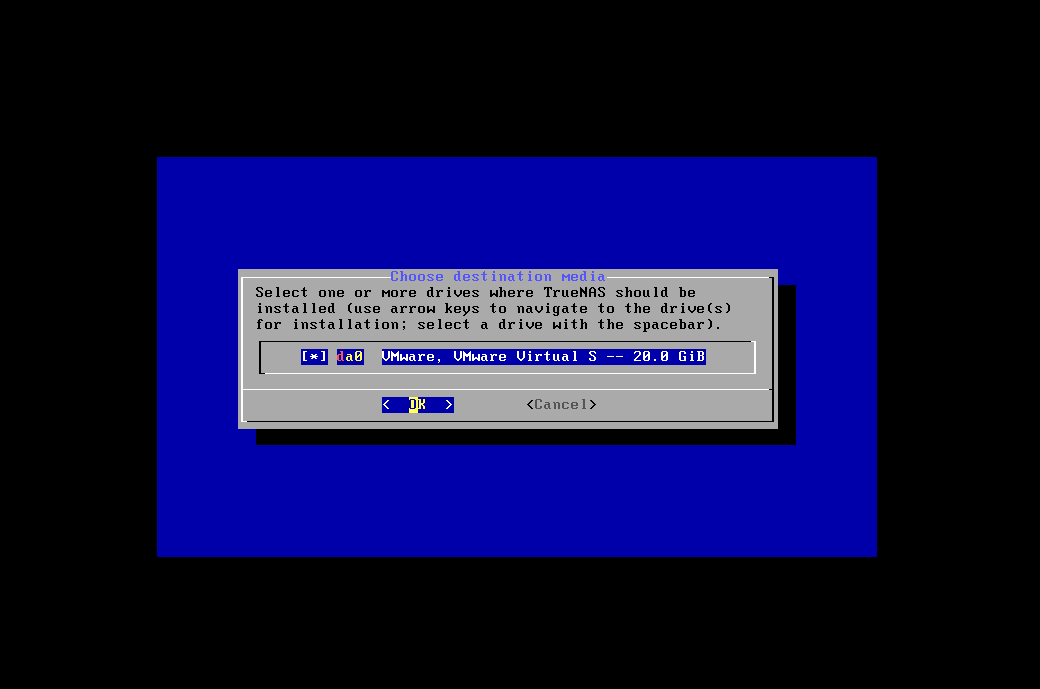 Choose destination media
Select one or more drives where TrueNAS should be
installed (use arrow keys to navigate to the drive(s)
for installation; select a drive with the spacebar).
[*] da0 VMware, VMware Virtual S -- 20.0 GiB
< OK > <Cancel>